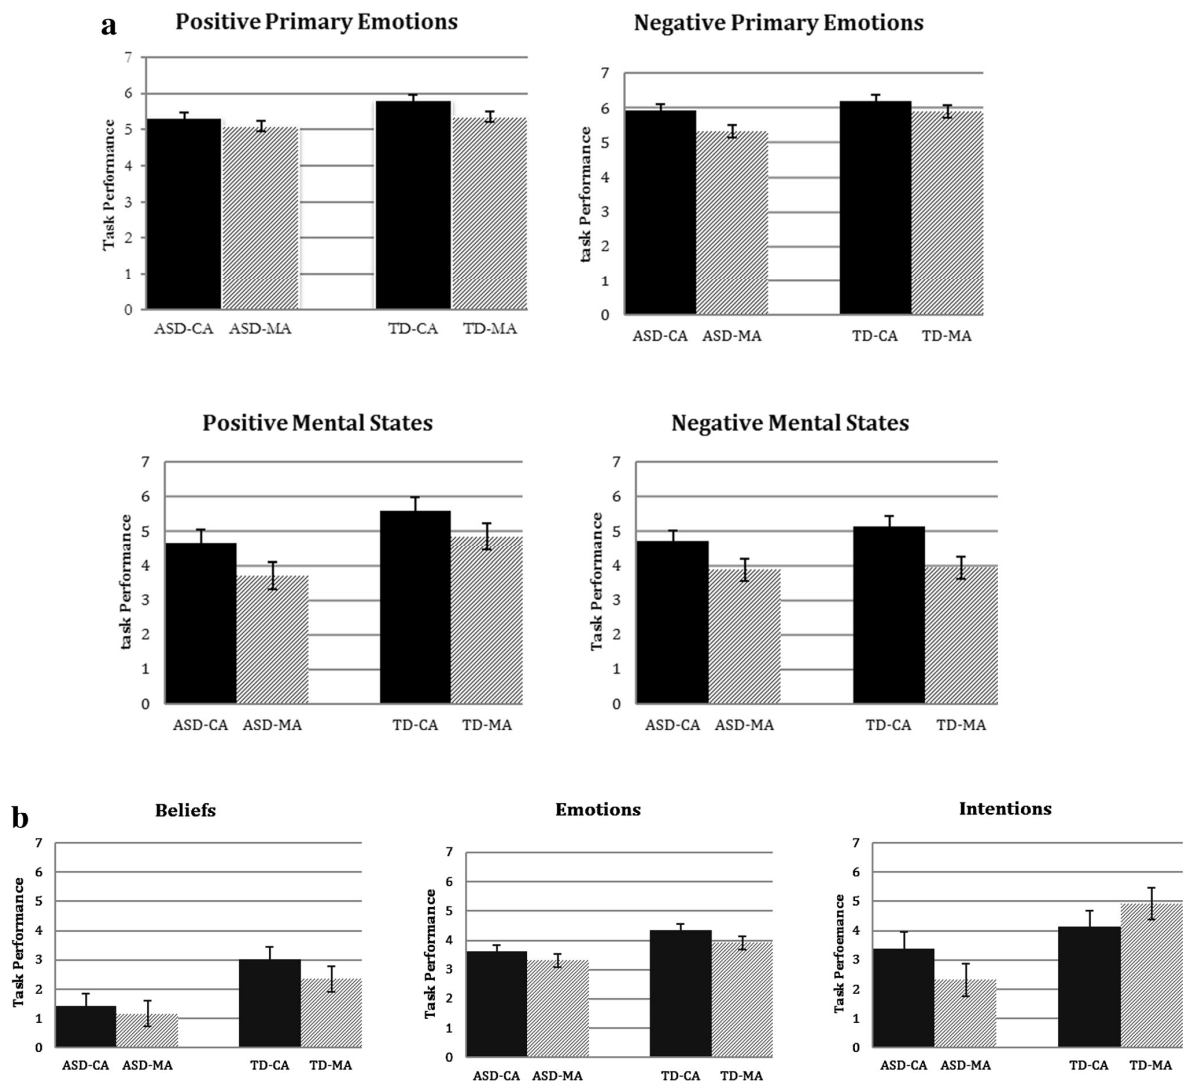 a
Positive Primary Emotions
7
6
5
4
3
2
1
0
Task Performance
ASD-CA ASD-MA TD-CA TD-MA
Negative Primary Emotions
7
6
5
4
3
2
1
0
task Performance
ASD-CA ASD-MA TD-CA TD-MA
Positive Mental States
7
6
5
4
3
2
1
0
task Performance
ASD-CA ASD-MA TD-CA TD-MA
Negative Mental States
7
6
5
4
3
2
1
0
Task Performance
ASD-CA ASD-MA TD-CA TD-MA
b
Beliefs
7
6
5
4
3
2
1
0
Task Performance
ASD-CA ASD-MA TD-CA TD-MA
Emotions
7
6
5
4
3
2
1
0
Task Performance
ASD-CA ASD-MA TD-CA TD-MA
Intentions
7
6
5
4
3
2
1
0
Task Perfoemance
ASD-CA ASD-MA TD-CA TD-MA